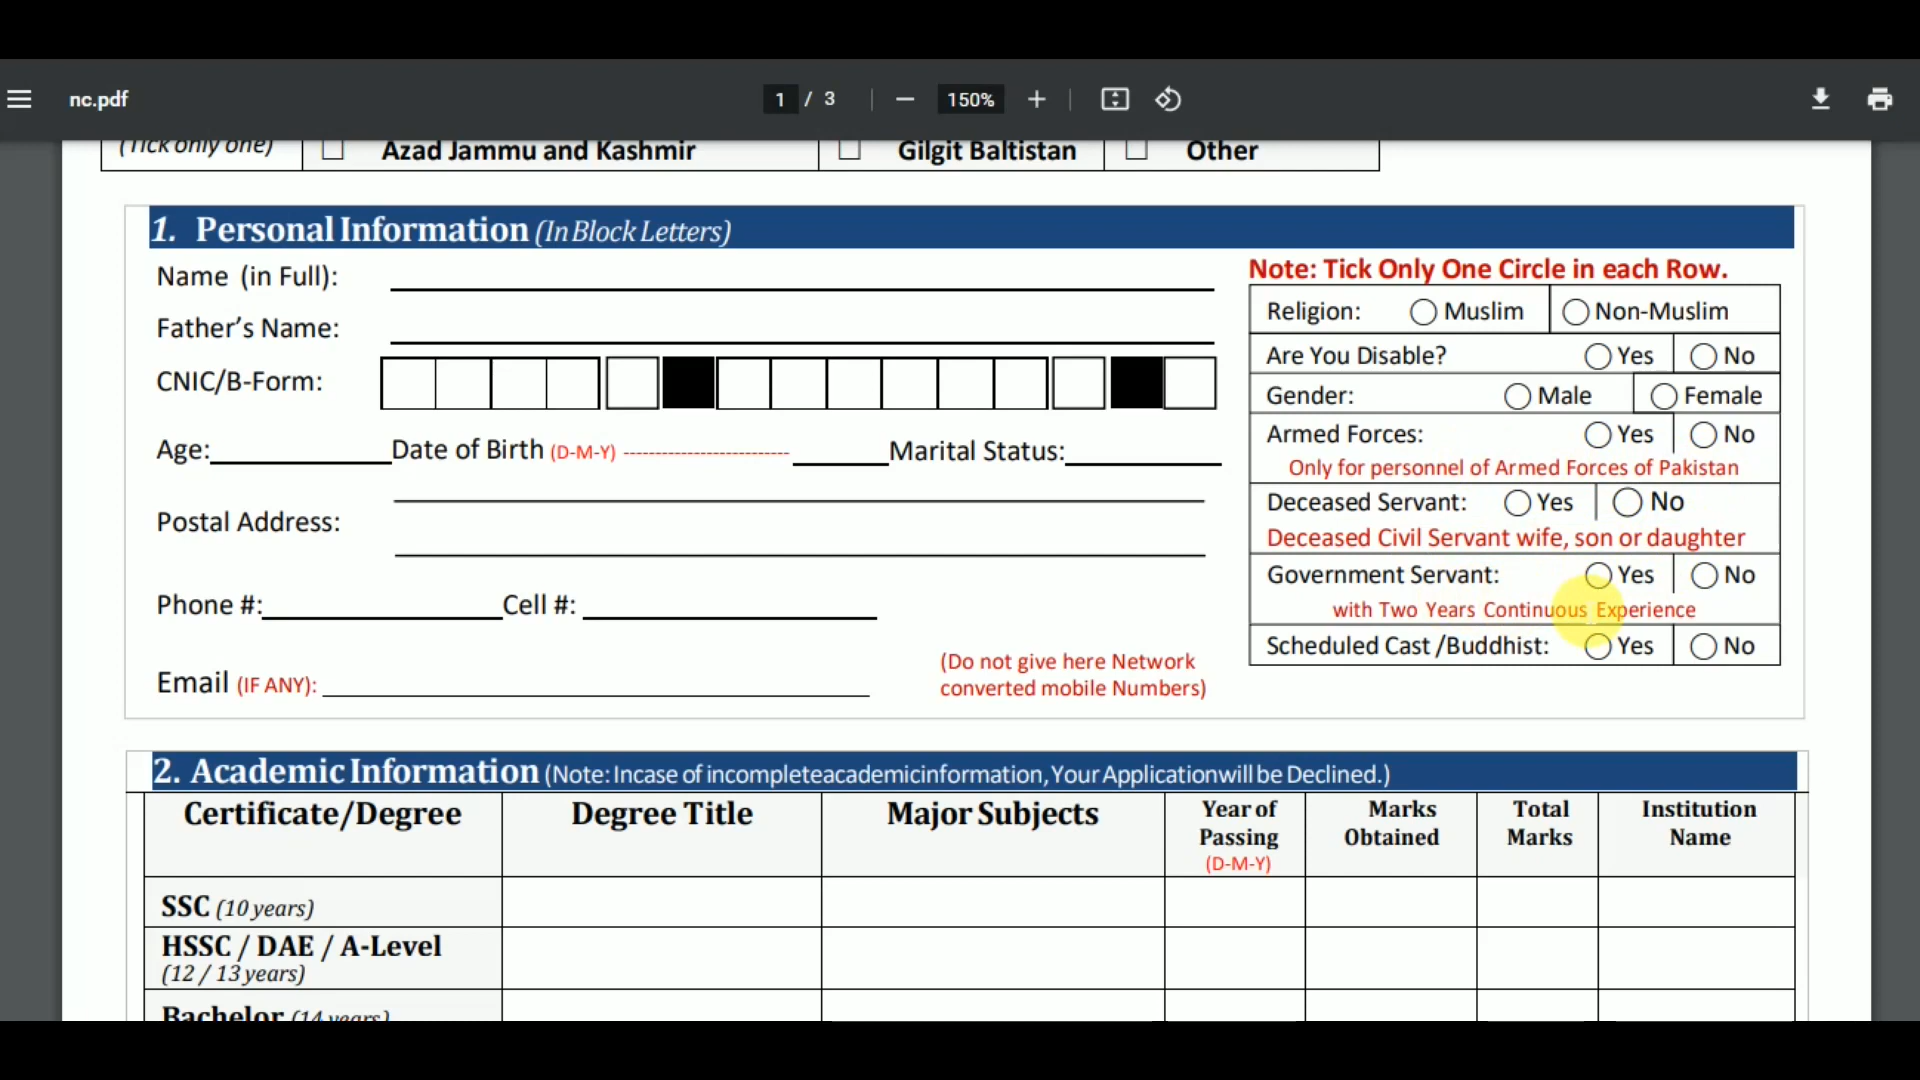 nc.pdf
1 / 3
150%
(Tick only one) Azad Jammu and Kashmir Gilgit Baltistan Other
1. Personal Information (In Block Letters)
Name (in Full):
Father's Name:
CNIC/B-Form:
Age: Date of Birth (D-M-Y) -------------------------- Marital Status:
Postal Address:
Phone #: Cell #:
Email (IF ANY):
(Do not give here Network
converted mobile Numbers)
Note: Tick Only One Circle in each Row.
Religion: Muslim Non-Muslim
Are You Disable? Yes No
Gender: Male Female
Armed Forces: Yes No
Only for personnel of Armed Forces of Pakistan
Deceased Servant: Yes No
Deceased Civil Servant wife, son or daughter
Government Servant: Yes No
with Two Years Continuous Experience
Scheduled Cast /Buddhist: Yes No
2. Academic Information (Note: Incase of incompleteacademicinformation, Your Applicationwill be Declined.)
Certificate/Degree Degree Title Major Subjects Year of Passing (D-M-Y) Marks Obtained Total Marks Institution Name
SSC (10 years)
HSSC / DAE / A-Level
(12 / 13 years)
Bachelor (14 years)